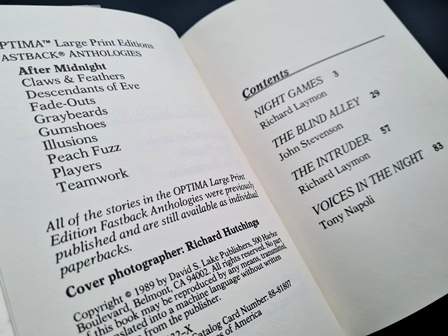 OPTIMA™ Large Print Editions
FASTBACK® ANTHOLOGIES
After Midnight
Claws & Feathers
Descendants of Eve
Fade-Outs
Graybeards
Gumshoes
Illusions
Peach Fuzz
Players
Teamwork
All of the stories in the OPTIMA Large Print
Edition Fastback Anthologies were previously
published and are still available as individual
paperbacks.
Cover photographer: Richard Hutchings
Copyright © 1989 by David S. Lake Publishers, 500 Harbor
Boulevard, Belmont, CA 94002. All rights reserved. No part
of this book may be reproduced by any means, transmitted,
translated into a machine language without written
from the publisher.
Catalog Card Number: 88-81807
of America
Contents
NIGHT GAMES 3
Richard Laymon
THE BLIND ALLEY 29
John Stevenson
THE INTRUDER 57
Richard Laymon
VOICES IN THE NIGHT 83
Tony Napoli